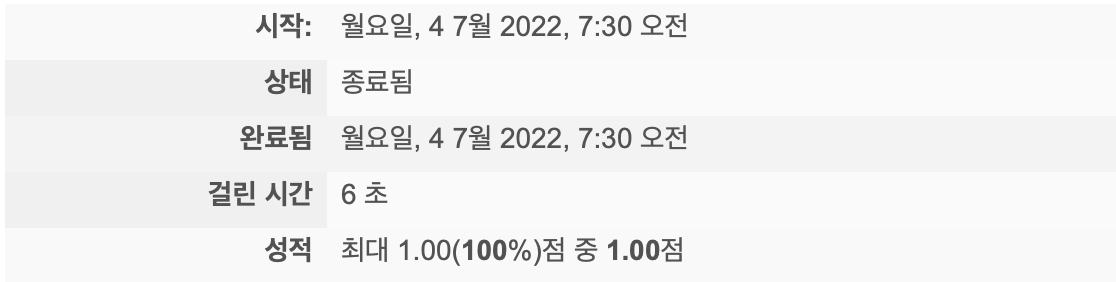 시작: 월요일, 4 7월 2022, 7:30 오전
상태 종료됨
완료됨 월요일, 4 7월 2022, 7:30 오전
걸린 시간 6 초
성적 최대 1.00(100%)점 중 1.00점